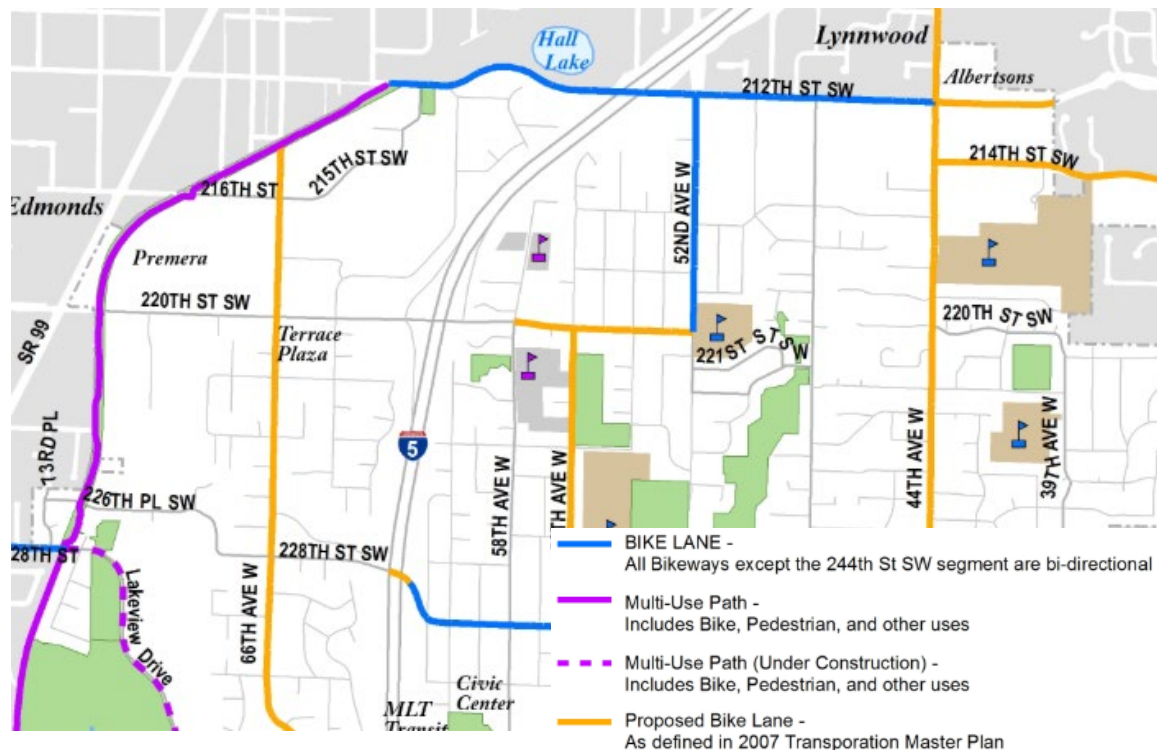 Hall
Lake
Lynnwood
Albertsons
212TH ST SW
214TH ST SW
215TH ST SW
216TH ST
Edmonds
Premera
52ND AVE W
220TH ST SW
220TH ST SW
SR 99
Terrace
Plaza
221ST ST SW
5
13RD PL
44TH AVE W
39TH AVE W
58TH AVE W
TH AVE W
226TH PL SW
228TH ST SW
28TH ST
Lakeview
Drive
66TH AVE W
Civic
Center
MLT
Transit
BIKE LANE -
All Bikeways except the 244th St SW segment are bi-directional
Multi-Use Path -
Includes Bike, Pedestrian, and other uses
Multi-Use Path (Under Construction) -
Includes Bike, Pedestrian, and other uses
Proposed Bike Lane -
As defined in 2007 Transporation Master Plan